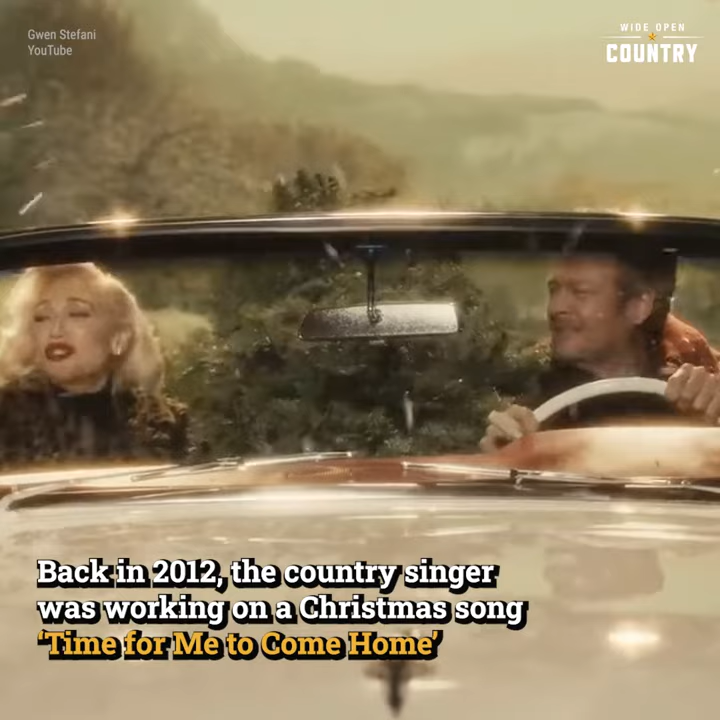 Gwen Stefani
YouTube
WIDE OPEN
COUNTRY
Back in 2012, the country singer
was working on a Christmas song
‘Time for Me to Come Home’